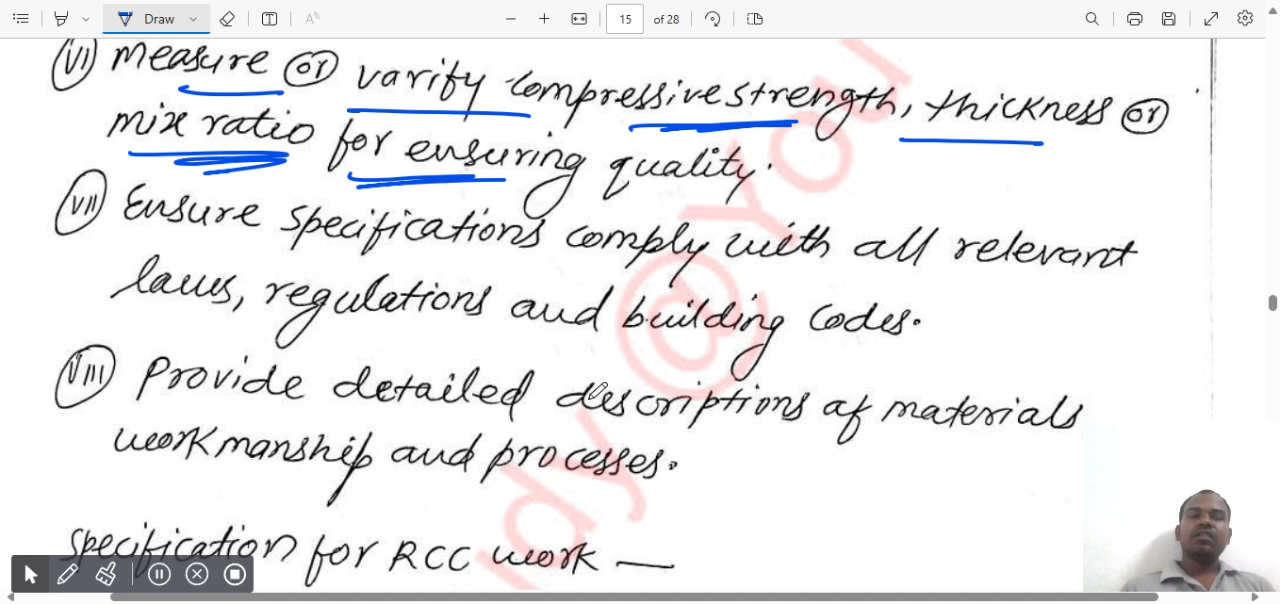 Draw
15 of 28
(VI) Measure or varify compressive strength, thickness or
mix ratio for ensuring quality.
(VII) Ensure specifications comply with all relevant
laws, regulations and building codes.
(VIII) Provide detailed descriptions of materials
workmanship and processes.
Specification for RCC work —
dy @You